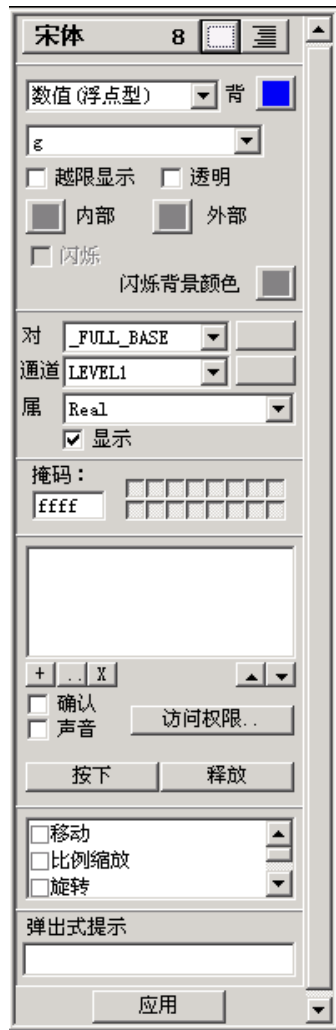 宋体 8
数值(浮点型) 背
g
越限显示 透明
内部 外部
闪烁
闪烁背景颜色
对 _FULL_BASE
通道 LEVEL1
属 Real
显示
掩码：
ffff
+ .. X
确认
声音
访问权限..
按下 释放
移动
比例缩放
旋转
弹出式提示
应用